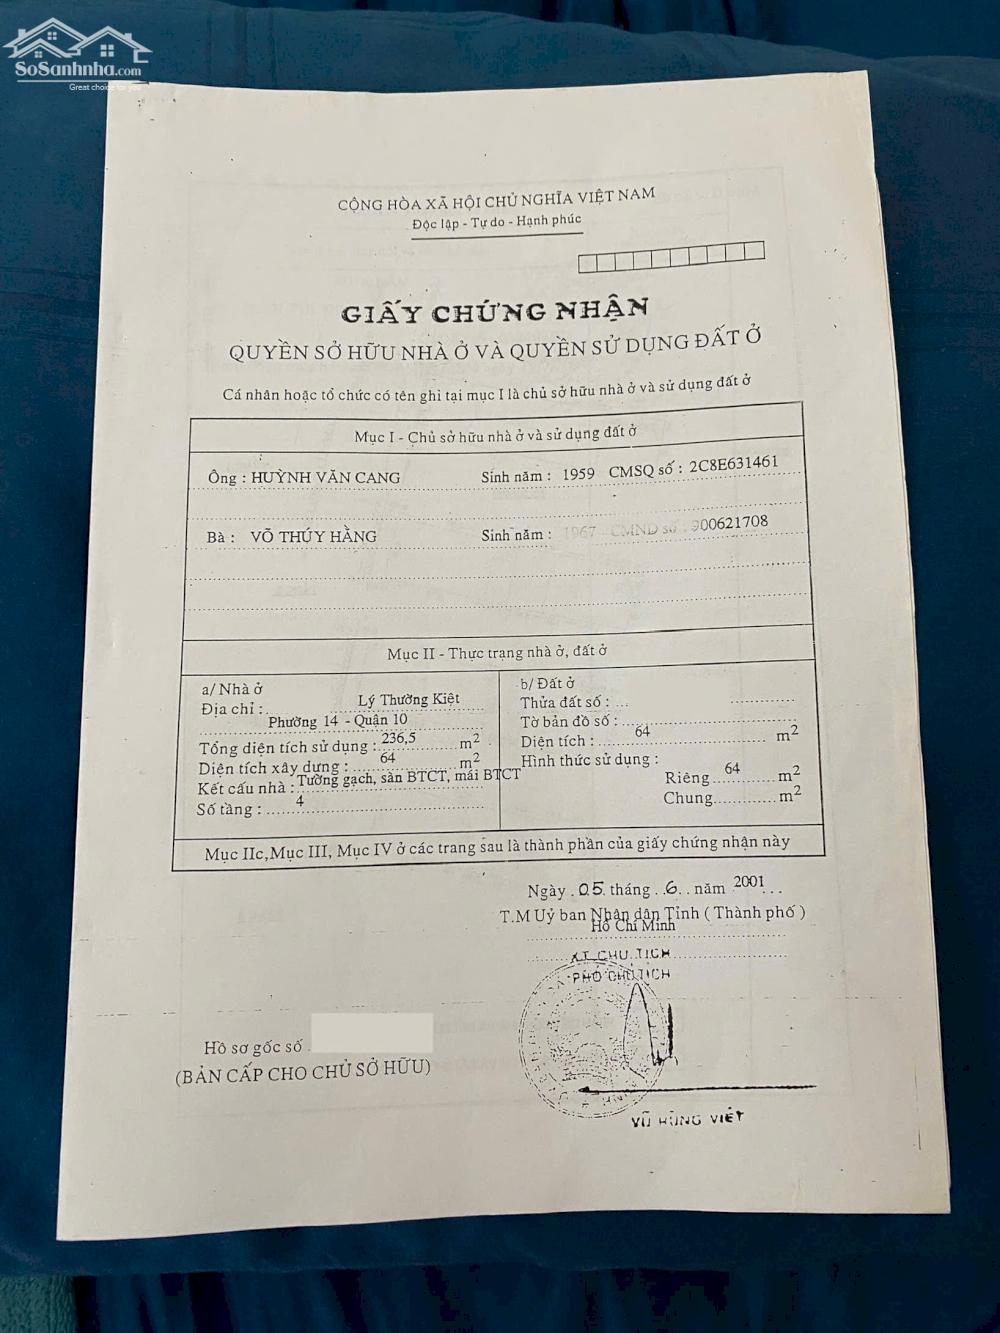 SoSanhnha.com
Great choice for you
CỘNG HÒA XÃ HỘI CHỦ NGHĨA VIỆT NAM
Độc lập - Tự do - Hạnh phúc
GIẤY CHỨNG NHẬN
QUYỀN SỞ HỮU NHÀ Ở VÀ QUYỀN SỬ DỤNG ĐẤT Ở
Cá nhân hoặc tổ chức có tên ghi tại mục I là chủ sở hữu nhà ở và sử dụng đất ở
Mục I - Chủ sở hữu nhà ở và sử dụng đất ở
Ông : HUỲNH VĂN CANG Sinh năm : 1959 CMSQ số : 2C8E631461
Bà : VÕ THÚY HẰNG Sinh năm : 1967 CMND số : 900621708
Mục II - Thực trạng nhà ở, đất ở
a/ Nhà ở
Địa chỉ : Lý Thường Kiệt
Phường 14 - Quận 10
Tổng diện tích sử dụng : 236,5 m2
Diện tích xây dựng : 64 m2
Kết cấu nhà : Tường gạch, sàn BTCT, mái BTCT
Số tầng : 4
b/ Đất ở
Thửa đất số :
Tờ bản đồ số :
Diện tích : 64 m2
Hình thức sử dụng :
Riêng 64 m2
Chung m2
Mục IIc, Mục III, Mục IV ở các trang sau là thành phần của giấy chứng nhận này
Ngày 05 tháng 6 năm 2001
T.M Uỷ ban Nhân dân Tỉnh ( Thành phố )
Hồ Chí Minh
KT CHỦ TỊCH
PHÓ CHỦ TỊCH
Hồ sơ gốc số
(BẢN CẤP CHO CHỦ SỞ HỮU)
VŨ HÙNG VIỆT